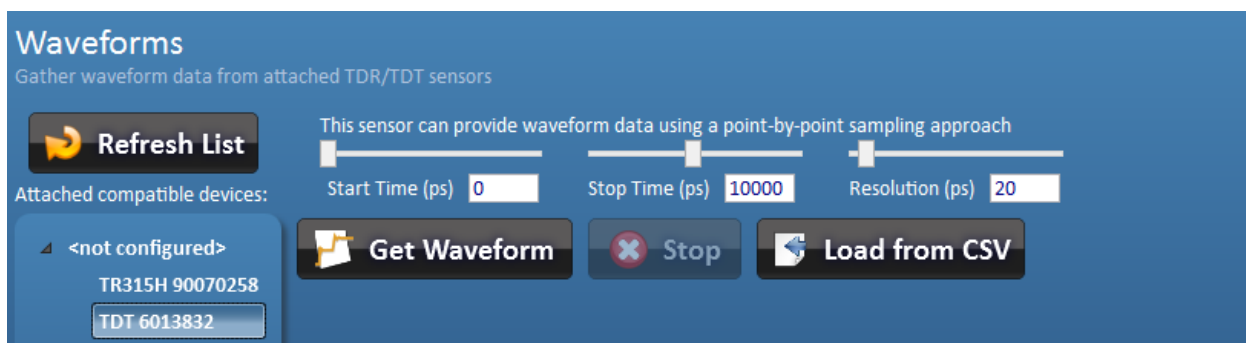 Waveforms
Gather waveform data from attached TDR/TDT sensors
Refresh List
This sensor can provide waveform data using a point-by-point sampling approach
Attached compatible devices:
Start Time (ps) 0 Stop Time (ps) 10000 Resolution (ps) 20
<not configured>
Get Waveform Stop Load from CSV
TR315H 90070258
TDT 6013832